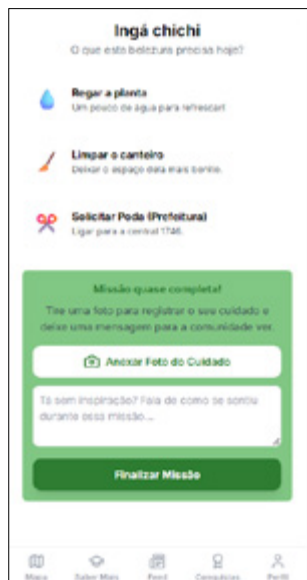 Ingá chichi
O que esta belezura precisa hoje?
Regar a planta
Um pouco de água para refrescar!
Limpar o canteiro
Deixar o espaço dela mais bonito.
Solicitar Poda (Prefeitura)
Ligar para a central 1746.
Missão quase completa!
Tire uma foto para registrar o seu cuidado e
deixe uma mensagem para a comunidade ver.
Anexar Foto do Cuidado
Tá sem inspiração? Fala de como se sentiu
durante essa missão...
Finalizar Missão
Mapa
Saber Mais
Feed
Conquistas
Perfil